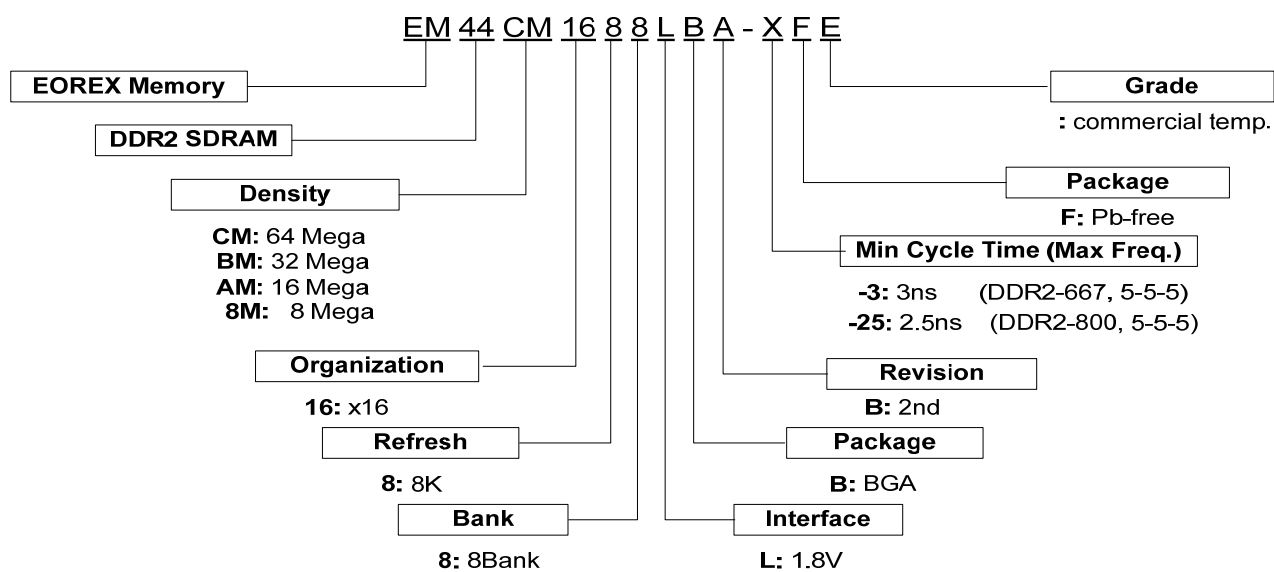 EM 44 CM 16 8 8 L B A - X F E
EOREX Memory
DDR2 SDRAM
Density
CM: 64 Mega
BM: 32 Mega
AM: 16 Mega
8M: 8 Mega
Organization
16: x16
Refresh
8: 8K
Bank
8: 8Bank
Grade
: commercial temp.
Package
F: Pb-free
Min Cycle Time (Max Freq.)
-3: 3ns (DDR2-667, 5-5-5)
-25: 2.5ns (DDR2-800, 5-5-5)
Revision
B: 2nd
Package
B: BGA
Interface
L: 1.8V